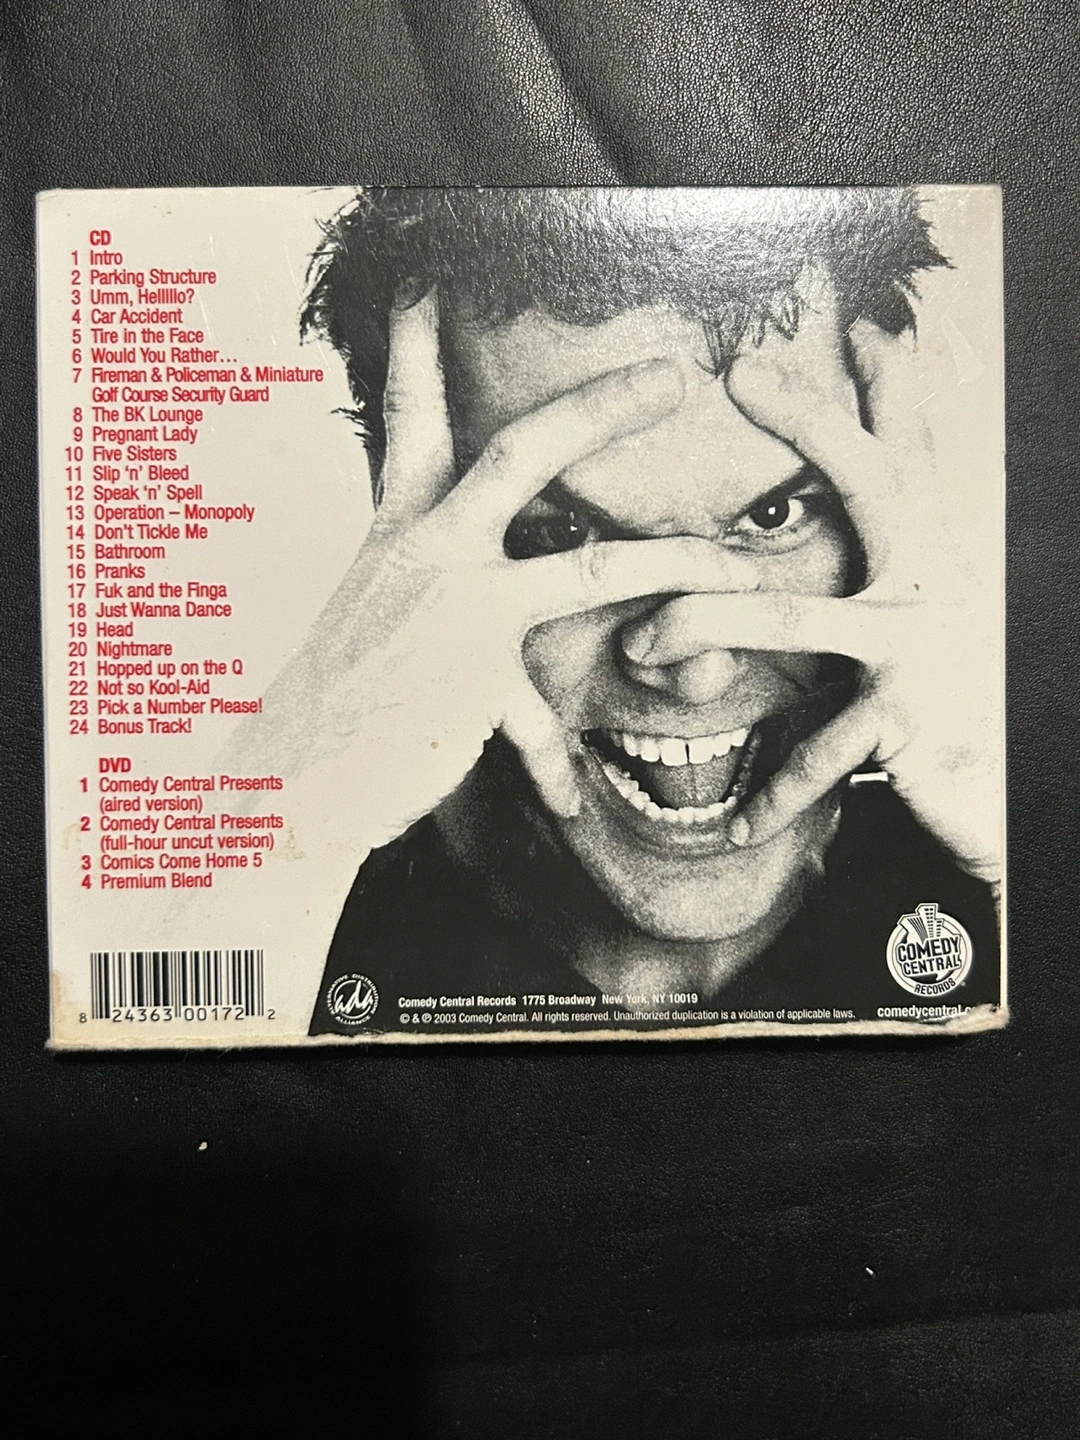 CD
1 Intro
2 Parking Structure
3 Umm, Helllllo?
4 Car Accident
5 Tire in the Face
6 Would You Rather...
7 Fireman & Policeman & Miniature
Golf Course Security Guard
8 The BK Lounge
9 Pregnant Lady
10 Five Sisters
11 Slip 'n' Bleed
12 Speak 'n' Spell
13 Operation – Monopoly
14 Don't Tickle Me
15 Bathroom
16 Pranks
17 Fuk and the Finga
18 Just Wanna Dance
19 Head
20 Nightmare
21 Hopped up on the Q
22 Not so Kool-Aid
23 Pick a Number Please!
24 Bonus Track!
DVD
1 Comedy Central Presents
(aired version)
2 Comedy Central Presents
(full-hour uncut version)
3 Comics Come Home 5
4 Premium Blend
8 24363 00172 2
ALTERNATIVE DISTRIBUTION
ada
ALLIANCE
Comedy Central Records 1775 Broadway New York, NY 10019
© & ℗ 2003 Comedy Central. All rights reserved. Unauthorized duplication is a violation of applicable laws.
COMEDY
CENTRAL
RECORDS
comedycentral.c